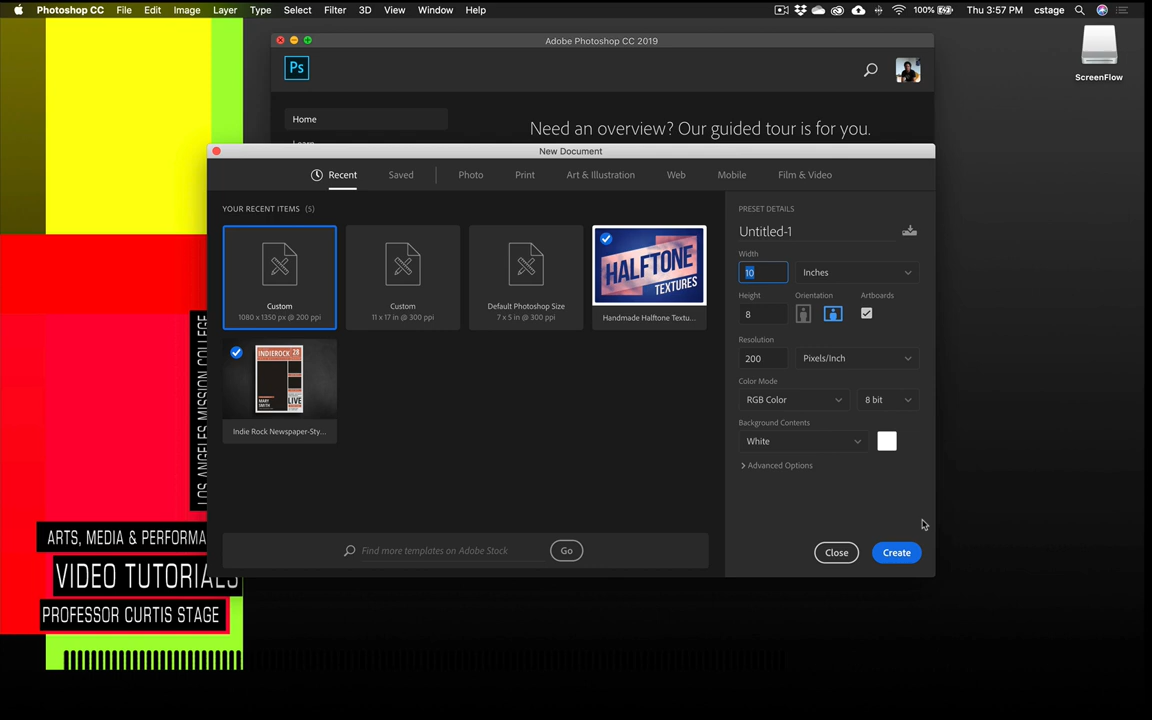 Photoshop CC File Edit Image Layer Type Select Filter 3D View Window Help 100% Thu 3:57 PM cstage
Adobe Photoshop CC 2019
Ps
ScreenFlow
Home
Need an overview? Our guided tour is for you.
New Document
Recent Saved Photo Print Art & Illustration Web Mobile Film & Video
YOUR RECENT ITEMS (5)
Custom
1080 x 1350 px @ 200 ppi
Custom
11 x 17 in @ 300 ppi
Default Photoshop Size
7 x 5 in @ 300 ppi
HALFTONE
TEXTURES
Handmade Halftone Textu...
INDIEROCK 28
MARY
SMITH
LIVE
Indie Rock Newspaper-Sty...
Find more templates on Adobe Stock Go
PRESET DETAILS
Untitled-1
Width
10 Inches
Height Orientation Artboards
8
Resolution
200 Pixels/Inch
Color Mode
RGB Color 8 bit
Background Contents
White
Advanced Options
Close Create
LOS ANGELES MISSION COLLEGE
ARTS, MEDIA & PERFORMA
VIDEO TUTORIALS
PROFESSOR CURTIS STAGE